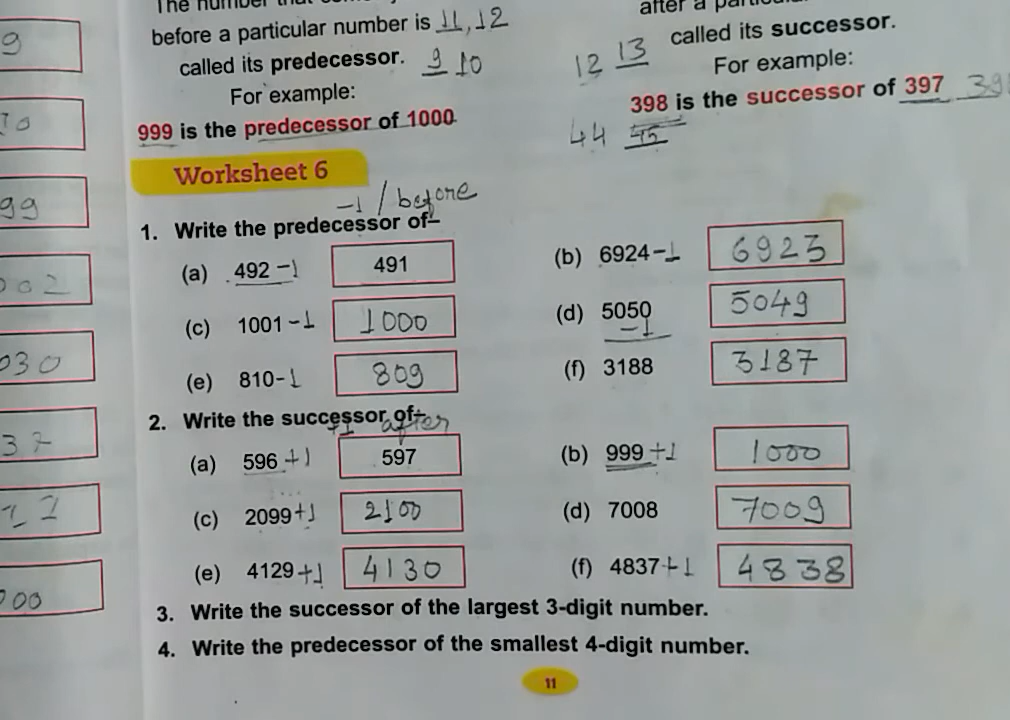 before a particular number is 11, 12
called its predecessor. 9 10
For example:
999 is the predecessor of 1000
called its successor.
12 13
For example:
398 is the successor of 397
44 45
Worksheet 6
-1 / before
1. Write the predecessor of-
(a) 492 -1 491
(b) 6924 -1 6923
(c) 1001 -1 1000
(d) 5050 5049
-1
(e) 810 -1 809
(f) 3188 3187
2. Write the successor of-
+1 after
(a) 596 +1 597
(b) 999 +1 1000
(c) 2099 +1 2100
(d) 7008 7009
(e) 4129 +1 4130
(f) 4837 +1 4838
3. Write the successor of the largest 3-digit number.
4. Write the predecessor of the smallest 4-digit number.
11